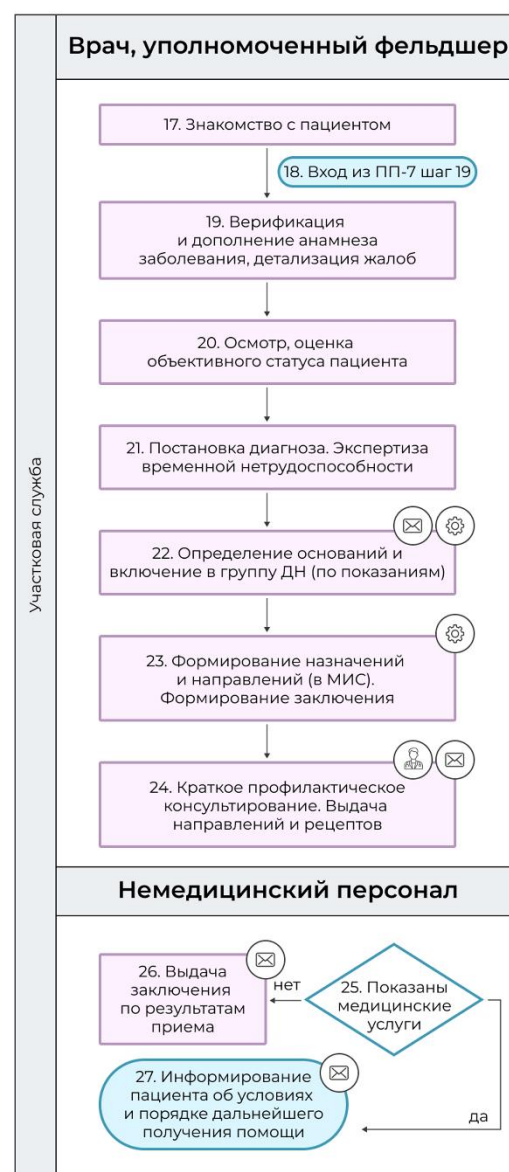 Врач, уполномоченный фельдшер
Участковая служба
17. Знакомство с пациентом
18. Вход из ПП-7 шаг 19
19. Верификация
и дополнение анамнеза
заболевания, детализация жалоб
20. Осмотр, оценка
объективного статуса пациента
21. Постановка диагноза. Экспертиза
временной нетрудоспособности
22. Определение оснований и
включение в группу ДН (по показаниям)
23. Формирование назначений
и направлений (в МИС).
Формирование заключения
24. Краткое профилактическое
консультирование. Выдача
направлений и рецептов
Немедицинский персонал
25. Показаны
медицинские
услуги
нет
26. Выдача
заключения
по результатам
приема
да
27. Информирование
пациента об условиях
и порядке дальнейшего
получения помощи